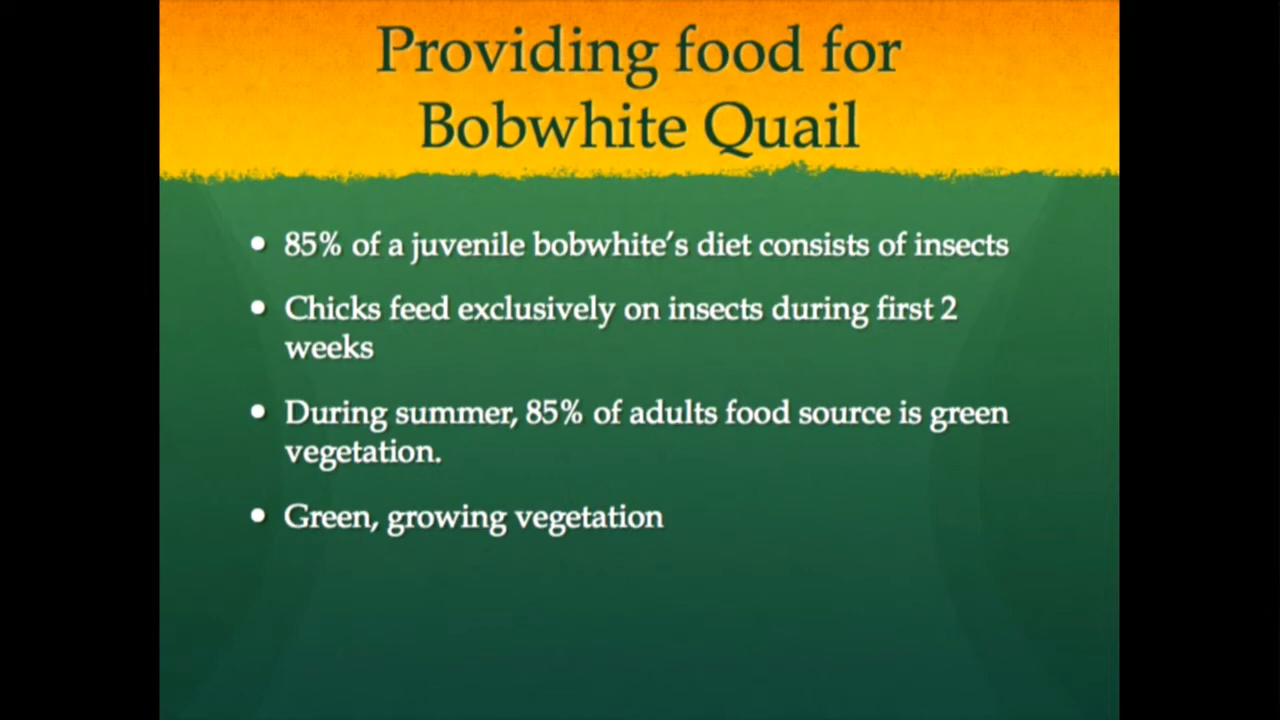 Providing food for
Bobwhite Quail
• 85% of a juvenile bobwhite's diet consists of insects
• Chicks feed exclusively on insects during first 2
weeks
• During summer, 85% of adults food source is green
vegetation.
• Green, growing vegetation